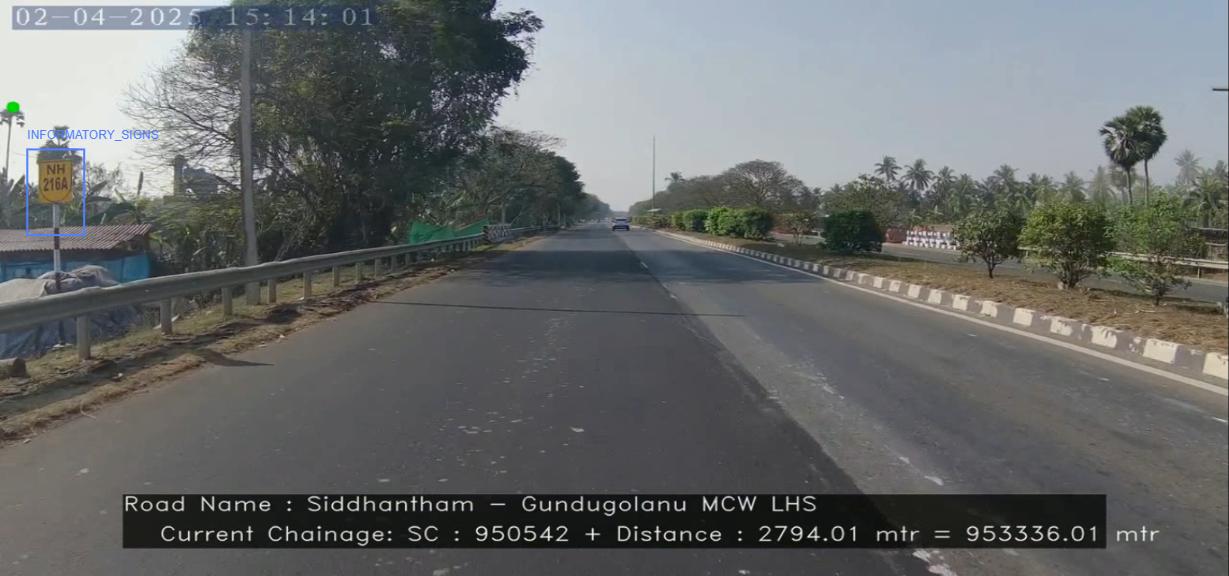 02-04-2025 15:14:01
INFORMATORY_SIGNS
NH
216A
Road Name : Siddhantham - Gundugolanu MCW LHS
Current Chainage: SC : 950542 + Distance : 2794.01 mtr = 953336.01 mtr